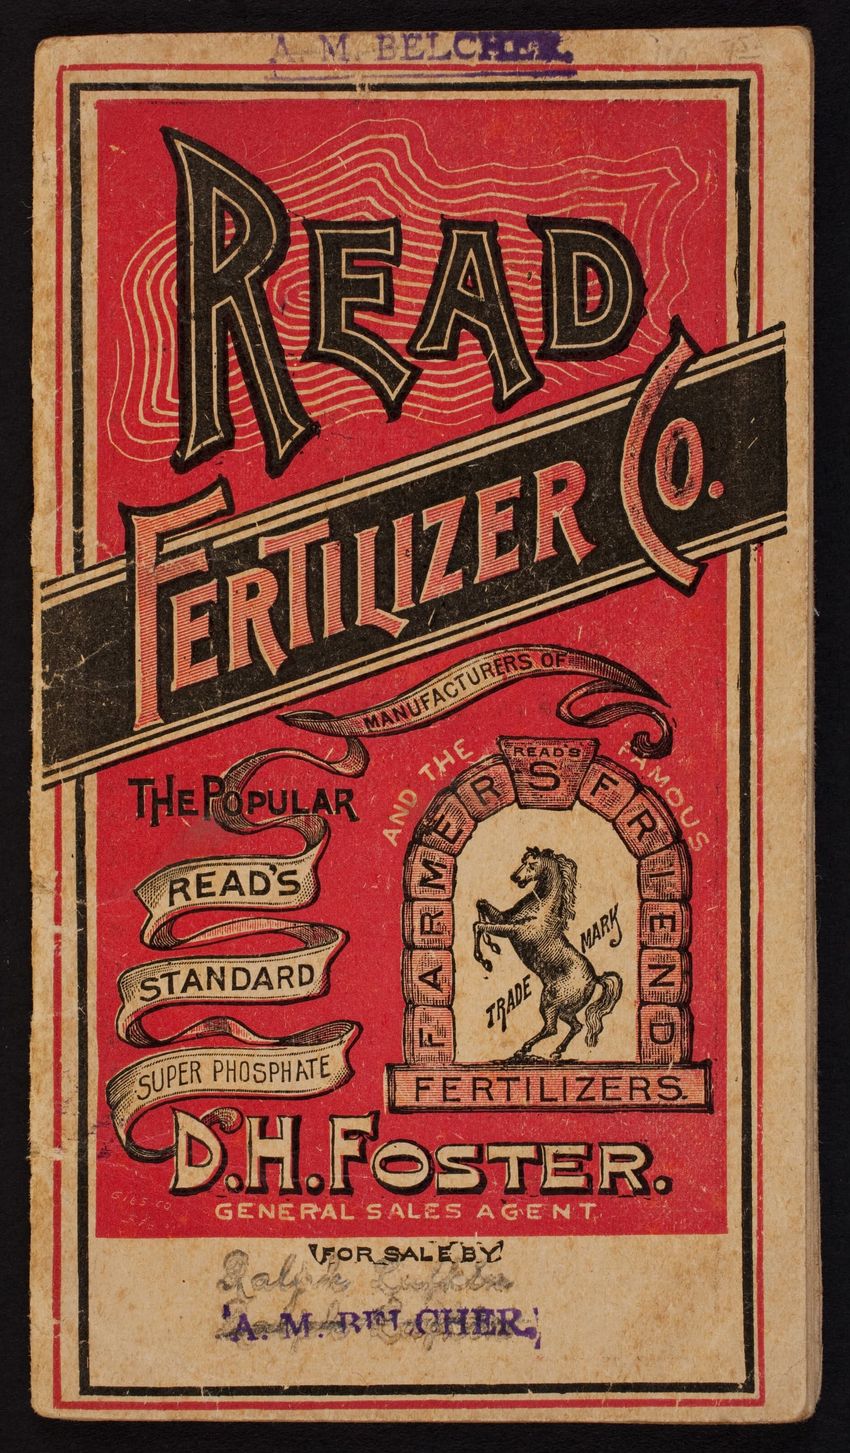 A. M. BELCHER.
READ
FERTILIZER CO.
MANUFACTURERS OF
THE POPULAR
READ'S
STANDARD
SUPER PHOSPHATE
AND THE FAMOUS
READ'S
FARMERS FRIEND
TRADE MARK
FERTILIZERS.
D.H. FOSTER.
GENERAL SALES AGENT
FOR SALE BY
Ralph
A. M. BELCHER,